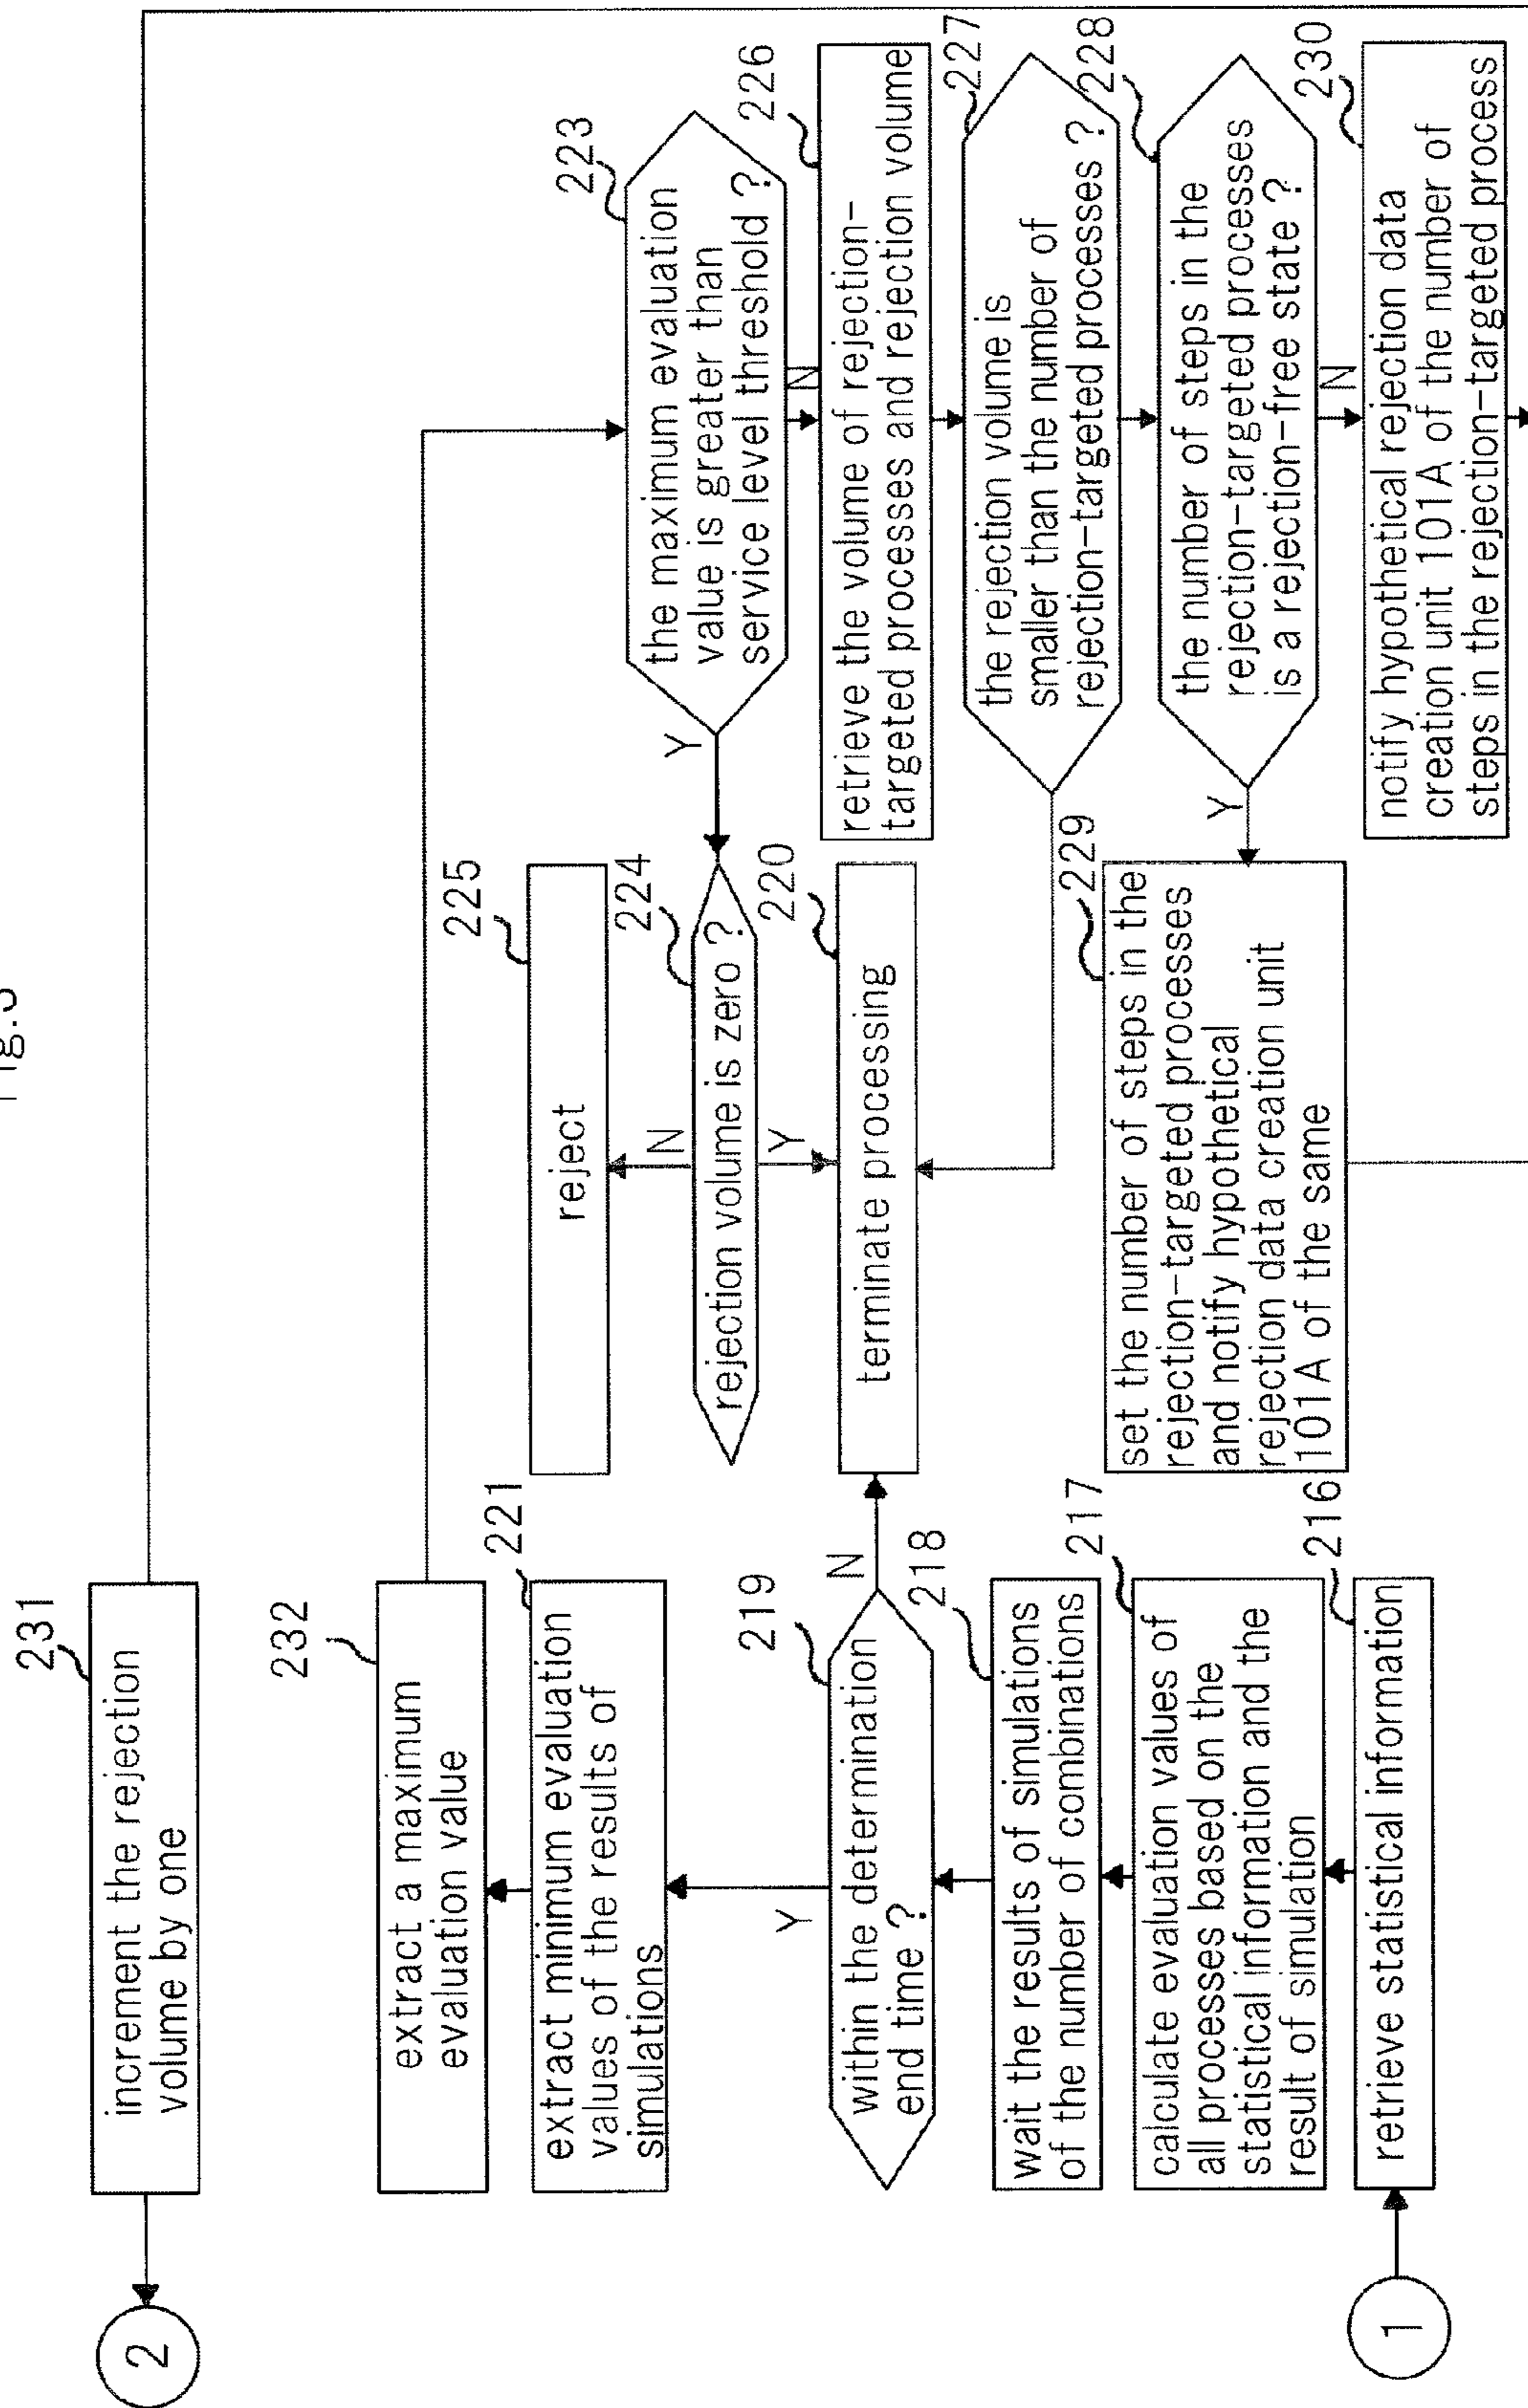 Fig.3
2
231
increment the rejection
volume by one
232
extract a maximum
evaluation value
221
extract minimum evaluation
values of the results of
simulations
219
within the determination
end time ?
Y
N
218
wait the results of simulations
of the number of combinations
217
calculate evaluation values of
all processes based on the
statistical information and the
result of simulation
216
retrieve statistical information
1
225
reject
N
224
rejection volume is zero ?
Y
220
terminate processing
229
set the number of steps in the
rejection-targeted processes
and notify hypothetical
rejection data creation unit
101A of the same
223
the maximum evaluation
value is greater than
service level threshold ?
Y
N
226
retrieve the volume of rejection-
targeted processes and rejection volume
227
the rejection volume is
smaller than the number of
rejection-targeted processes ?
228
the number of steps in the
rejection-targeted processes
is a rejection-free state ?
Y
N
230
notify hypothetical rejection data
creation unit 101A of the number of
steps in the rejection-targeted process